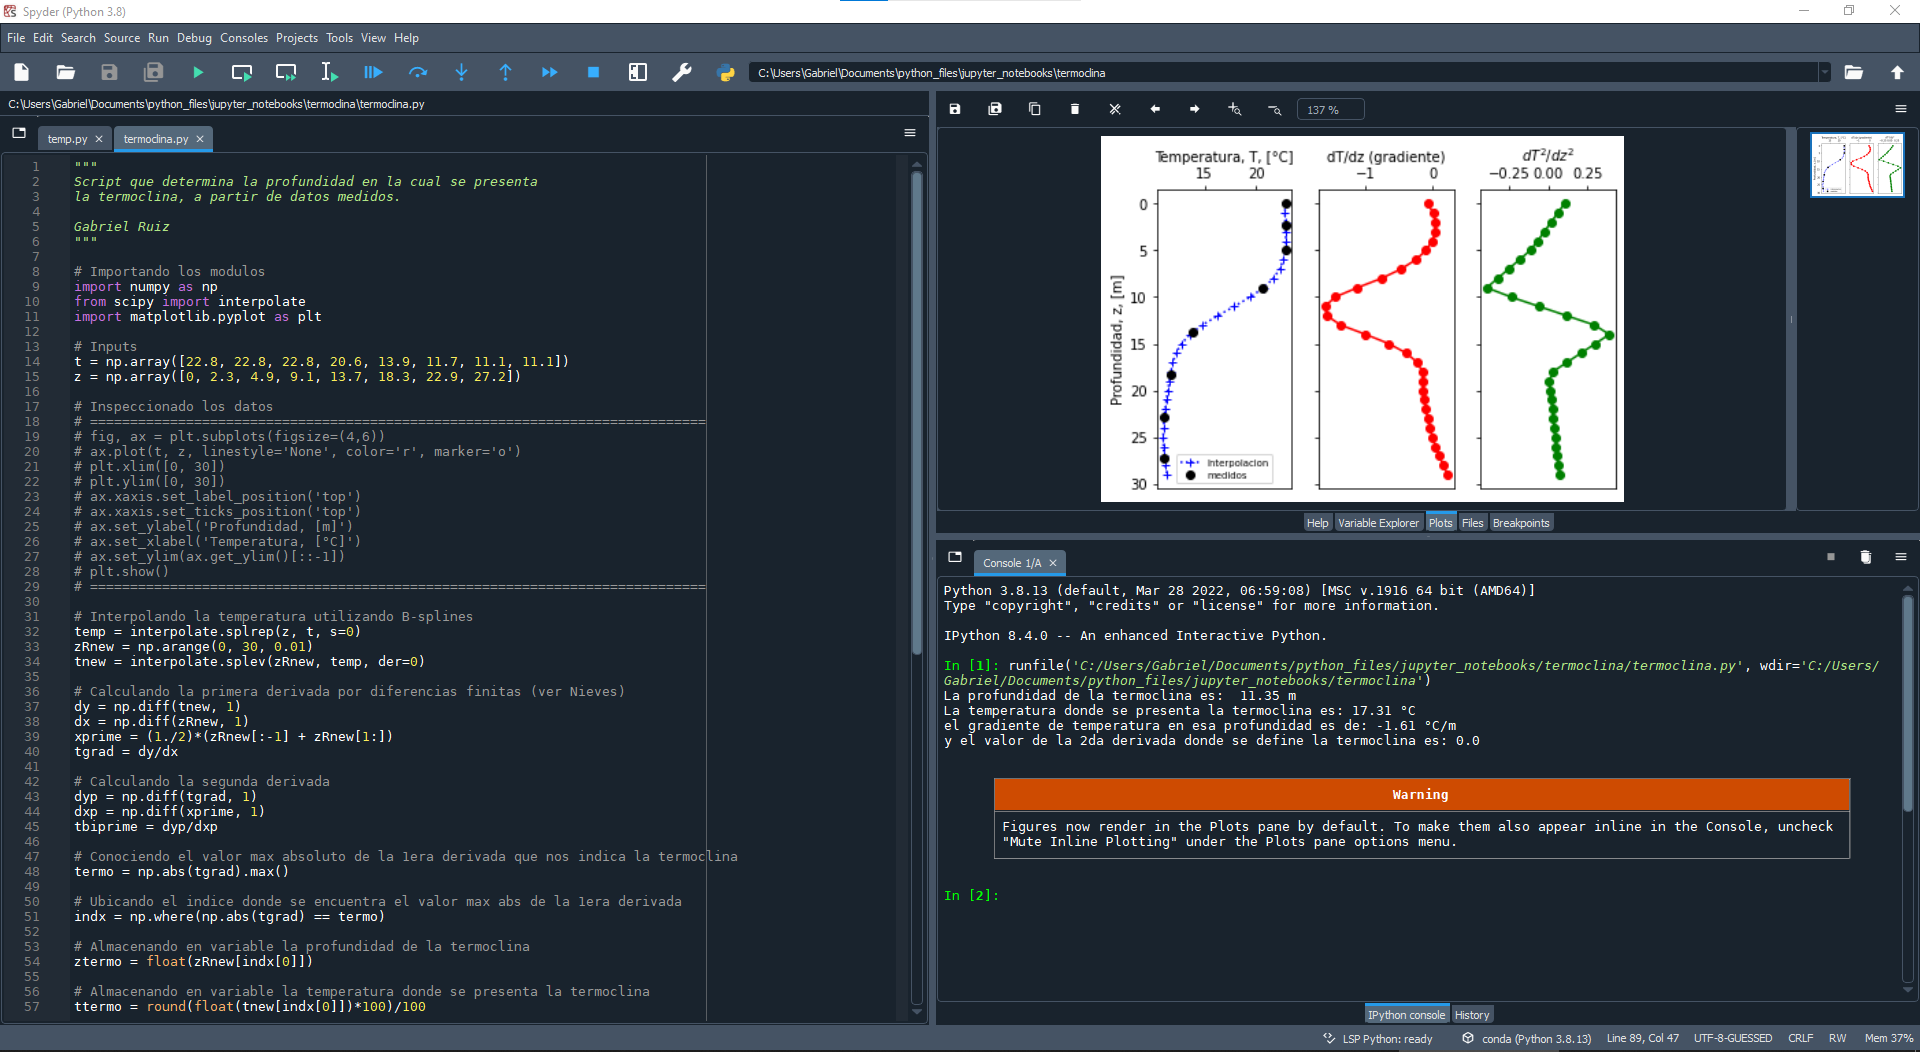 Spyder (Python 3.8)
File Edit Search Source Run Debug Consoles Projects Tools View Help
C:\Users\Gabriel\Documents\python_files\jupyter_notebooks\termoclina
C:\Users\Gabriel\Documents\python_files\jupyter_notebooks\termoclina\termoclina.py
temp.py
termoclina.py
1 """
2 Script que determina la profundidad en la cual se presenta
3 la termoclina, a partir de datos medidos.
4
5 Gabriel Ruiz
6 """
7
8 # Importando los modulos
9 import numpy as np
10 from scipy import interpolate
11 import matplotlib.pyplot as plt
12
13 # Inputs
14 t = np.array([22.8, 22.8, 22.8, 20.6, 13.9, 11.7, 11.1, 11.1])
15 z = np.array([0, 2.3, 4.9, 9.1, 13.7, 18.3, 22.9, 27.2])
16
17 # Inspeccionado los datos
18 # =============================================================================
19 # fig, ax = plt.subplots(figsize=(4,6))
20 # ax.plot(t, z, linestyle='None', color='r', marker='o')
21 # plt.xlim([0, 30])
22 # plt.ylim([0, 30])
23 # ax.xaxis.set_label_position('top')
24 # ax.xaxis.set_ticks_position('top')
25 # ax.set_ylabel('Profundidad, [m]')
26 # ax.set_xlabel('Temperatura, [°C]')
27 # ax.set_ylim(ax.get_ylim()[::-1])
28 # plt.show()
29 # =============================================================================
30
31 # Interpolando la temperatura utilizando B-splines
32 temp = interpolate.splrep(z, t, s=0)
33 zRnew = np.arange(0, 30, 0.01)
34 tnew = interpolate.splev(zRnew, temp, der=0)
35
36 # Calculando la primera derivada por diferencias finitas (ver Nieves)
37 dy = np.diff(tnew, 1)
38 dx = np.diff(zRnew, 1)
39 xprime = (1./2)*(zRnew[:-1] + zRnew[1:])
40 tgrad = dy/dx
41
42 # Calculando la segunda derivada
43 dyp = np.diff(tgrad, 1)
44 dxp = np.diff(xprime, 1)
45 tbiprime = dyp/dxp
46
47 # Conociendo el valor max absoluto de la 1era derivada que nos indica la termoclina
48 termo = np.abs(tgrad).max()
49
50 # Ubicando el indice donde se encuentra el valor max abs de la 1era derivada
51 indx = np.where(np.abs(tgrad) == termo)
52
53 # Almacenando en variable la profundidad de la termoclina
54 ztermo = float(zRnew[indx[0]])
55
56 # Almacenando en variable la temperatura donde se presenta la termoclina
57 ttermo = round(float(tnew[indx[0]])*100)/100
137 %
Temperatura, T, [°C]
15 20
dT/dz (gradiente)
−1 0
dT²/dz²
−0.25 0.00 0.25
Profundidad, z, [m]
0
5
10
15
20
25
30
Interpolacion
medidos
Help Variable Explorer Plots Files Breakpoints
Console 1/A
Python 3.8.13 (default, Mar 28 2022, 06:59:08) [MSC v.1916 64 bit (AMD64)]
Type "copyright", "credits" or "license" for more information.
IPython 8.4.0 -- An enhanced Interactive Python.
In [1]: runfile('C:/Users/Gabriel/Documents/python_files/jupyter_notebooks/termoclina/termoclina.py', wdir='C:/Users/
Gabriel/Documents/python_files/jupyter_notebooks/termoclina')
La profundidad de la termoclina es:  11.35 m
La temperatura donde se presenta la termoclina es: 17.31 °C
el gradiente de temperatura en esa profundidad es de: -1.61 °C/m
y el valor de la 2da derivada donde se define la termoclina es: 0.0
Warning
Figures now render in the Plots pane by default. To make them also appear inline in the Console, uncheck
"Mute Inline Plotting" under the Plots pane options menu.
In [2]:
IPython console History
LSP Python: ready conda (Python 3.8.13) Line 89, Col 47 UTF-8-GUESSED CRLF RW Mem 37%